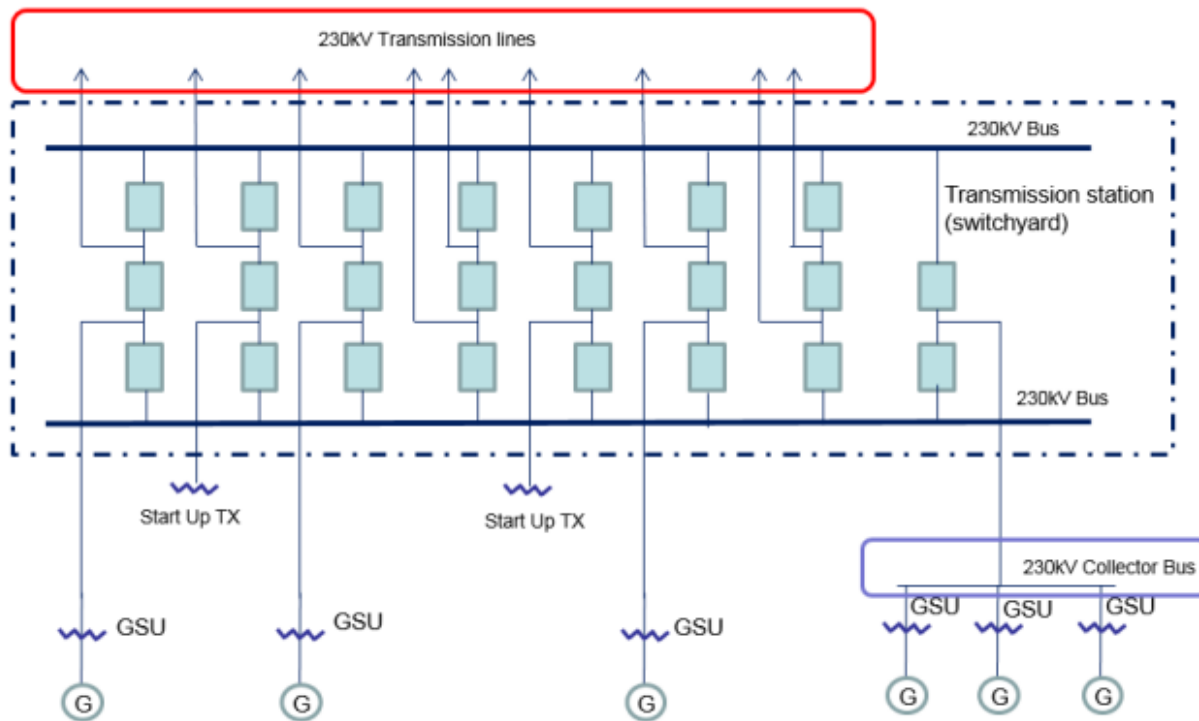 230kV Transmission lines
230kV Bus
Transmission station
(switchyard)
230kV Bus
Start Up TX
Start Up TX
230kV Collector Bus
GSU
GSU
GSU
GSU
GSU
GSU
G
G
G
G
G
G